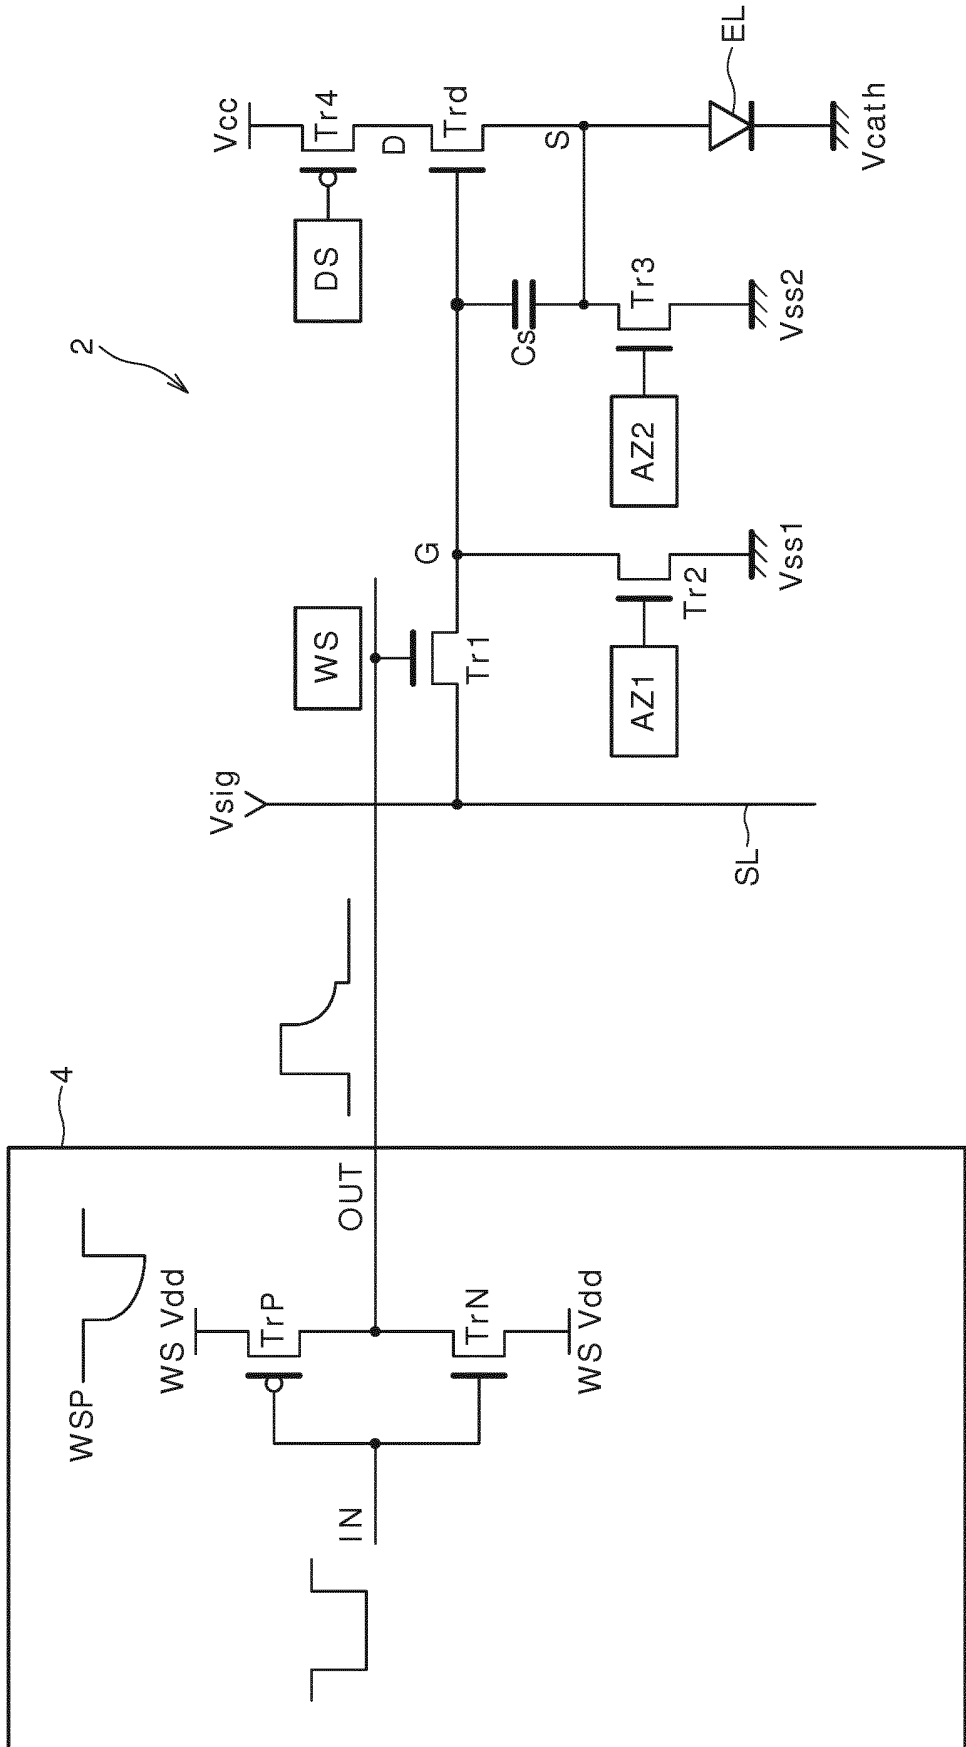 2
Vcc
DS
Tr4
D
Trd
S
EL
Vcath
Cs
Tr3
AZ2
Vss2
G
WS
Tr1
Tr2
AZ1
Vss1
Vsig
SL
4
WSP
WS Vdd
TrP
OUT
IN
TrN
WS Vdd